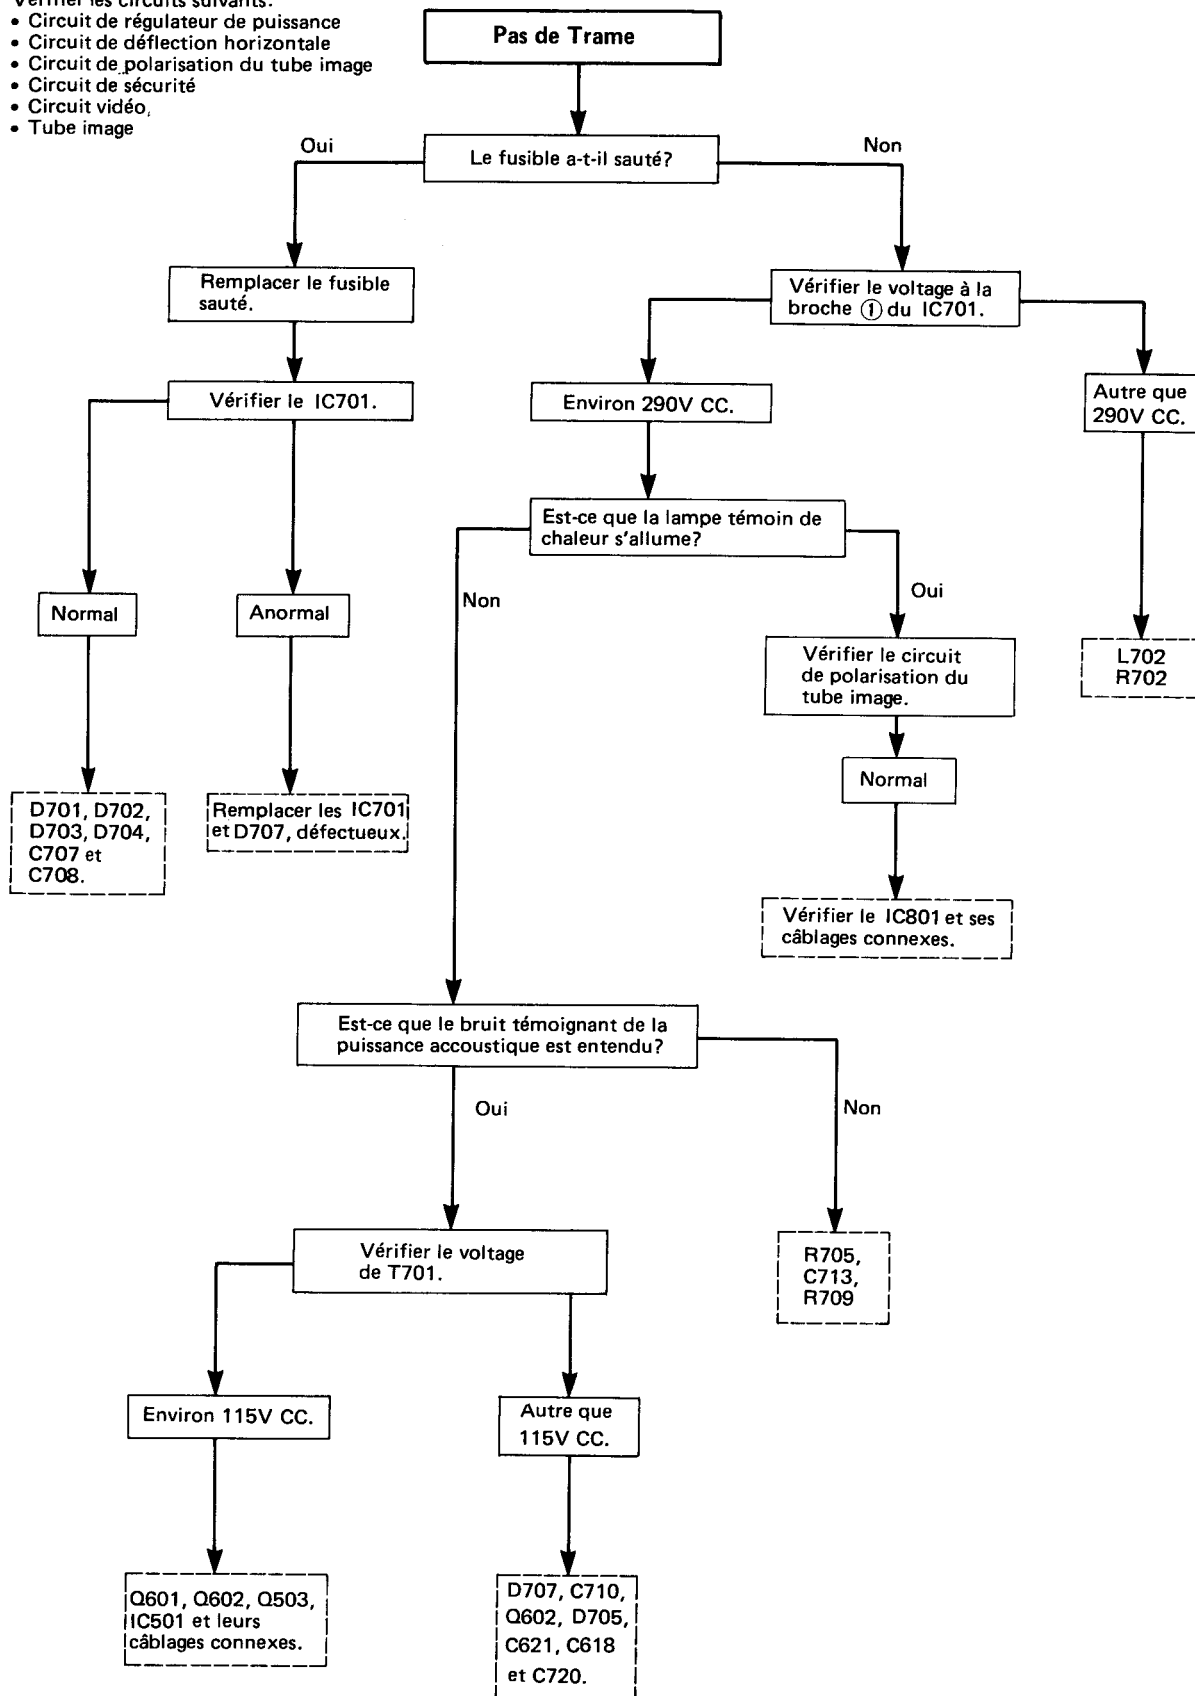 Vérifier les circuits suivants:
• Circuit de régulateur de puissance
• Circuit de déflection horizontale
• Circuit de polarisation du tube image
• Circuit de sécurité
• Circuit vidéo
• Tube image
Pas de Trame
Le fusible a-t-il sauté?
Oui
Non
Remplacer le fusible
sauté.
Vérifier le voltage à la
broche ① du IC701.
Vérifier le IC701.
Environ 290V CC.
Autre que
290V CC.
Est-ce que la lampe témoin de
chaleur s'allume?
Normal
Anormal
Non
Oui
L702
R702
Vérifier le circuit
de polarisation du
tube image.
Normal
D701, D702,
D703, D704,
C707 et
C708.
Remplacer les IC701
et D707, défectueux.
Vérifier le IC801 et ses
câblages connexes.
Est-ce que le bruit témoignant de la
puissance accoustique est entendu?
Oui
Non
Vérifier le voltage
de T701.
R705,
C713,
R709
Environ 115V CC.
Autre que
115V CC.
Q601, Q602, Q503,
IC501 et leurs
câblages connexes.
D707, C710,
Q602, D705,
C621, C618
et C720.